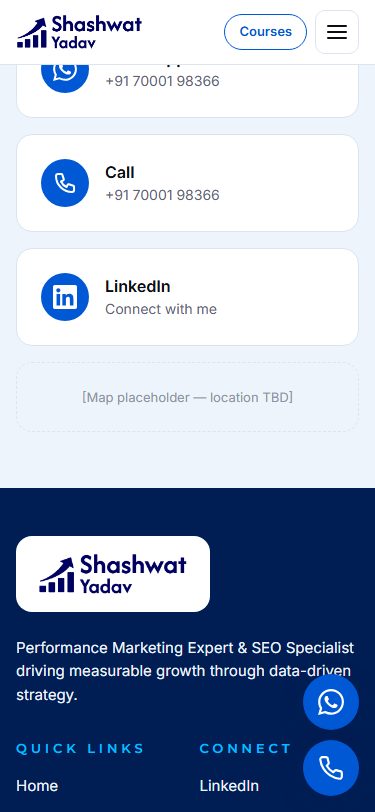 Shashwat
Yadav
Courses
+91 70001 98366
Call
+91 70001 98366
LinkedIn
Connect with me
[Map placeholder — location TBD]
Shashwat
Yadav
Performance Marketing Expert & SEO Specialist
driving measurable growth through data-driven
strategy.
QUICK LINKS
CONNECT
Home
LinkedIn